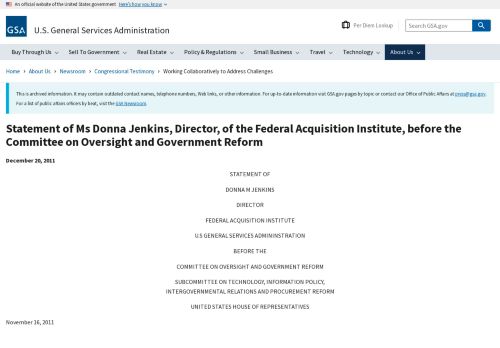 An official website of the United States government Here's how you know
GSA
U.S. General Services Administration
Per Diem Lookup
Search GSA.gov
Buy Through Us
Sell To Government
Real Estate
Policy & Regulations
Small Business
Travel
Technology
About Us
Home › About Us › Newsroom › Congressional Testimony › Working Collaboratively to Address Challenges
This is archived information. It may contain outdated contact names, telephone numbers, Web links, or other information. For up-to-date information visit GSA.gov pages by topic or contact our Office of Public Affairs at press@gsa.gov.
For a list of public affairs officers by beat, visit the GSA Newsroom.
Statement of Ms Donna Jenkins, Director, of the Federal Acquisition Institute, before the
Committee on Oversight and Government Reform
December 20, 2011
STATEMENT OF
DONNA M JENKINS
DIRECTOR
FEDERAL ACQUISITION INSTITUTE
U.S GENERAL SERVICES ADMININSTRATION
BEFORE THE
COMMITTEE ON OVERSIGHT AND GOVERNMENT REFORM
SUBCOMMITTEE ON TECHNOLOGY, INFORMATION POLICY,
INTERGOVERNMENTAL RELATIONS AND PROCUREMENT REFORM
UNITED STATES HOUSE OF REPRESENTATIVES
November 16, 2011